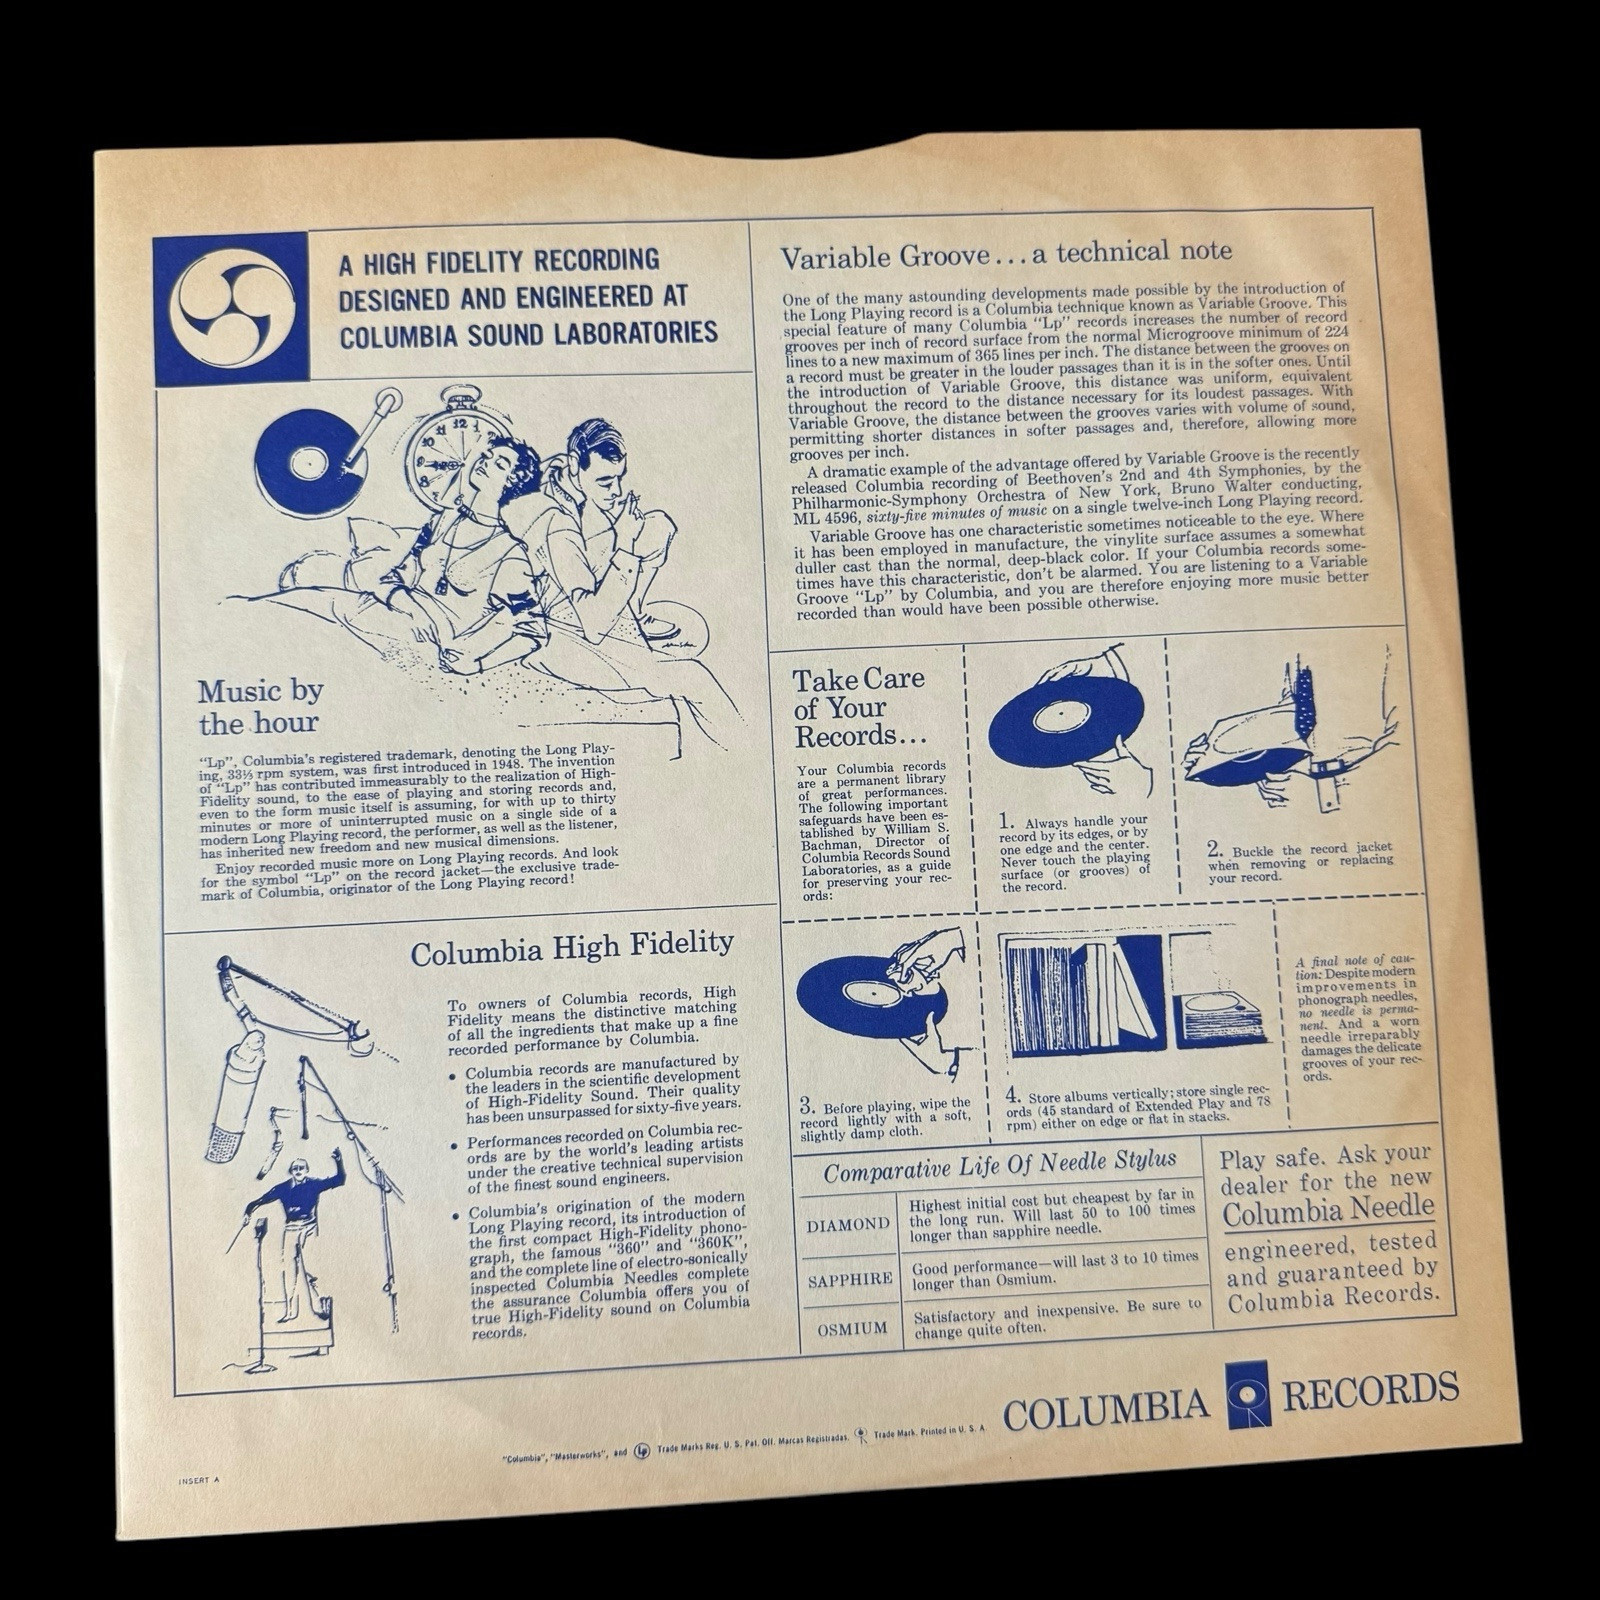 A HIGH FIDELITY RECORDING
DESIGNED AND ENGINEERED AT
COLUMBIA SOUND LABORATORIES
Music by
the hour
“Lp”, Columbia’s registered trademark, denoting the Long Play-
ing, 33⅓ rpm system, was first introduced in 1948. The invention
of “Lp” has contributed immeasurably to the realization of High-
Fidelity sound, to the ease of playing and storing records and,
even to the form music itself is assuming, for with up to thirty
minutes or more of uninterrupted music on a single side of a
modern Long Playing record, the performer, as well as the listener,
has inherited new freedom and new musical dimensions.
Enjoy recorded music more on Long Playing records. And look
for the symbol “Lp” on the record jacket—the exclusive trade-
mark of Columbia, originator of the Long Playing record!
Columbia High Fidelity
To owners of Columbia records, High
Fidelity means the distinctive matching
of all the ingredients that make up a fine
recorded performance by Columbia.
• Columbia records are manufactured by
the leaders in the scientific development
of High-Fidelity Sound. Their quality
has been unsurpassed for sixty-five years.
• Performances recorded on Columbia rec-
ords are by the world’s leading artists
under the creative technical supervision
of the finest sound engineers.
• Columbia’s origination of the modern
Long Playing record, its introduction of
the first compact High-Fidelity phono-
graph, the famous “360” and “360K”,
and the complete line of electro-sonically
inspected Columbia Needles complete
the assurance Columbia offers you of
true High-Fidelity sound on Columbia
records.
Variable Groove...a technical note
One of the many astounding developments made possible by the introduction of
the Long Playing record is a Columbia technique known as Variable Groove. This
special feature of many Columbia “Lp” records increases the number of record
grooves per inch of record surface from the normal Microgroove minimum of 224
lines to a new maximum of 365 lines per inch. The distance between the grooves on
a record must be greater in the louder passages than it is in the softer ones. Until
the introduction of Variable Groove, this distance was uniform, equivalent
throughout the record to the distance necessary for its loudest passages. With
Variable Groove, the distance between the grooves varies with volume of sound,
permitting shorter distances in softer passages and, therefore, allowing more
grooves per inch.
A dramatic example of the advantage offered by Variable Groove is the recently
released Columbia recording of Beethoven’s 2nd and 4th Symphonies, by the
Philharmonic-Symphony Orchestra of New York, Bruno Walter conducting,
ML 4596, sixty-five minutes of music on a single twelve-inch Long Playing record.
Variable Groove has one characteristic sometimes noticeable to the eye. Where
it has been employed in manufacture, the vinylite surface assumes a somewhat
duller cast than the normal, deep-black color. If your Columbia records some-
times have this characteristic, don’t be alarmed. You are listening to a Variable
Groove “Lp” by Columbia, and you are therefore enjoying more music better
recorded than would have been possible otherwise.
Take Care
of Your
Records...
Your Columbia records
are a permanent library
of great performances.
The following important
safeguards have been es-
tablished by William S.
Bachman, Director of
Columbia Records Sound
Laboratories, as a guide
for preserving your rec-
ords:
1. Always handle your
record by its edges, or by
one edge and the center.
Never touch the playing
surface (or grooves) of
the record.
2. Buckle the record jacket
when removing or replacing
your record.
3. Before playing, wipe the
record lightly with a soft,
slightly damp cloth.
4. Store albums vertically; store single rec-
ords (45 standard of Extended Play and 78
rpm) either on edge or flat in stacks.
A final note of cau-
tion: Despite modern
improvements in
phonograph needles,
no needle is perma-
nent. And a worn
needle irreparably
damages the delicate
grooves of your rec-
ords.
Comparative Life Of Needle Stylus
DIAMOND
Highest initial cost but cheapest by far in
the long run. Will last 50 to 100 times
longer than sapphire needle.
SAPPHIRE
Good performance—will last 3 to 10 times
longer than Osmium.
OSMIUM
Satisfactory and inexpensive. Be sure to
change quite often.
Play safe. Ask your
dealer for the new
Columbia Needle
engineered, tested
and guaranteed by
Columbia Records.
COLUMBIA RECORDS
"Columbia", "Masterworks", and Lp Trade Marks Reg. U. S. Pat. Off. Marcas Registradas. Trade Mark. Printed in U. S. A
INSERT A